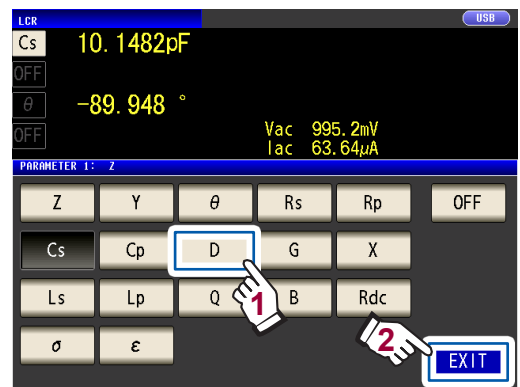 LCR USB
Cs 10.1482pF
OFF
θ -89.948 °
OFF Vac 995.2mV
Iac 63.64μA
PARAMETER 1: Z
Z Y θ Rs Rp OFF
Cs Cp D G X
Ls Lp Q 1 B Rdc
σ ε 2 EXIT